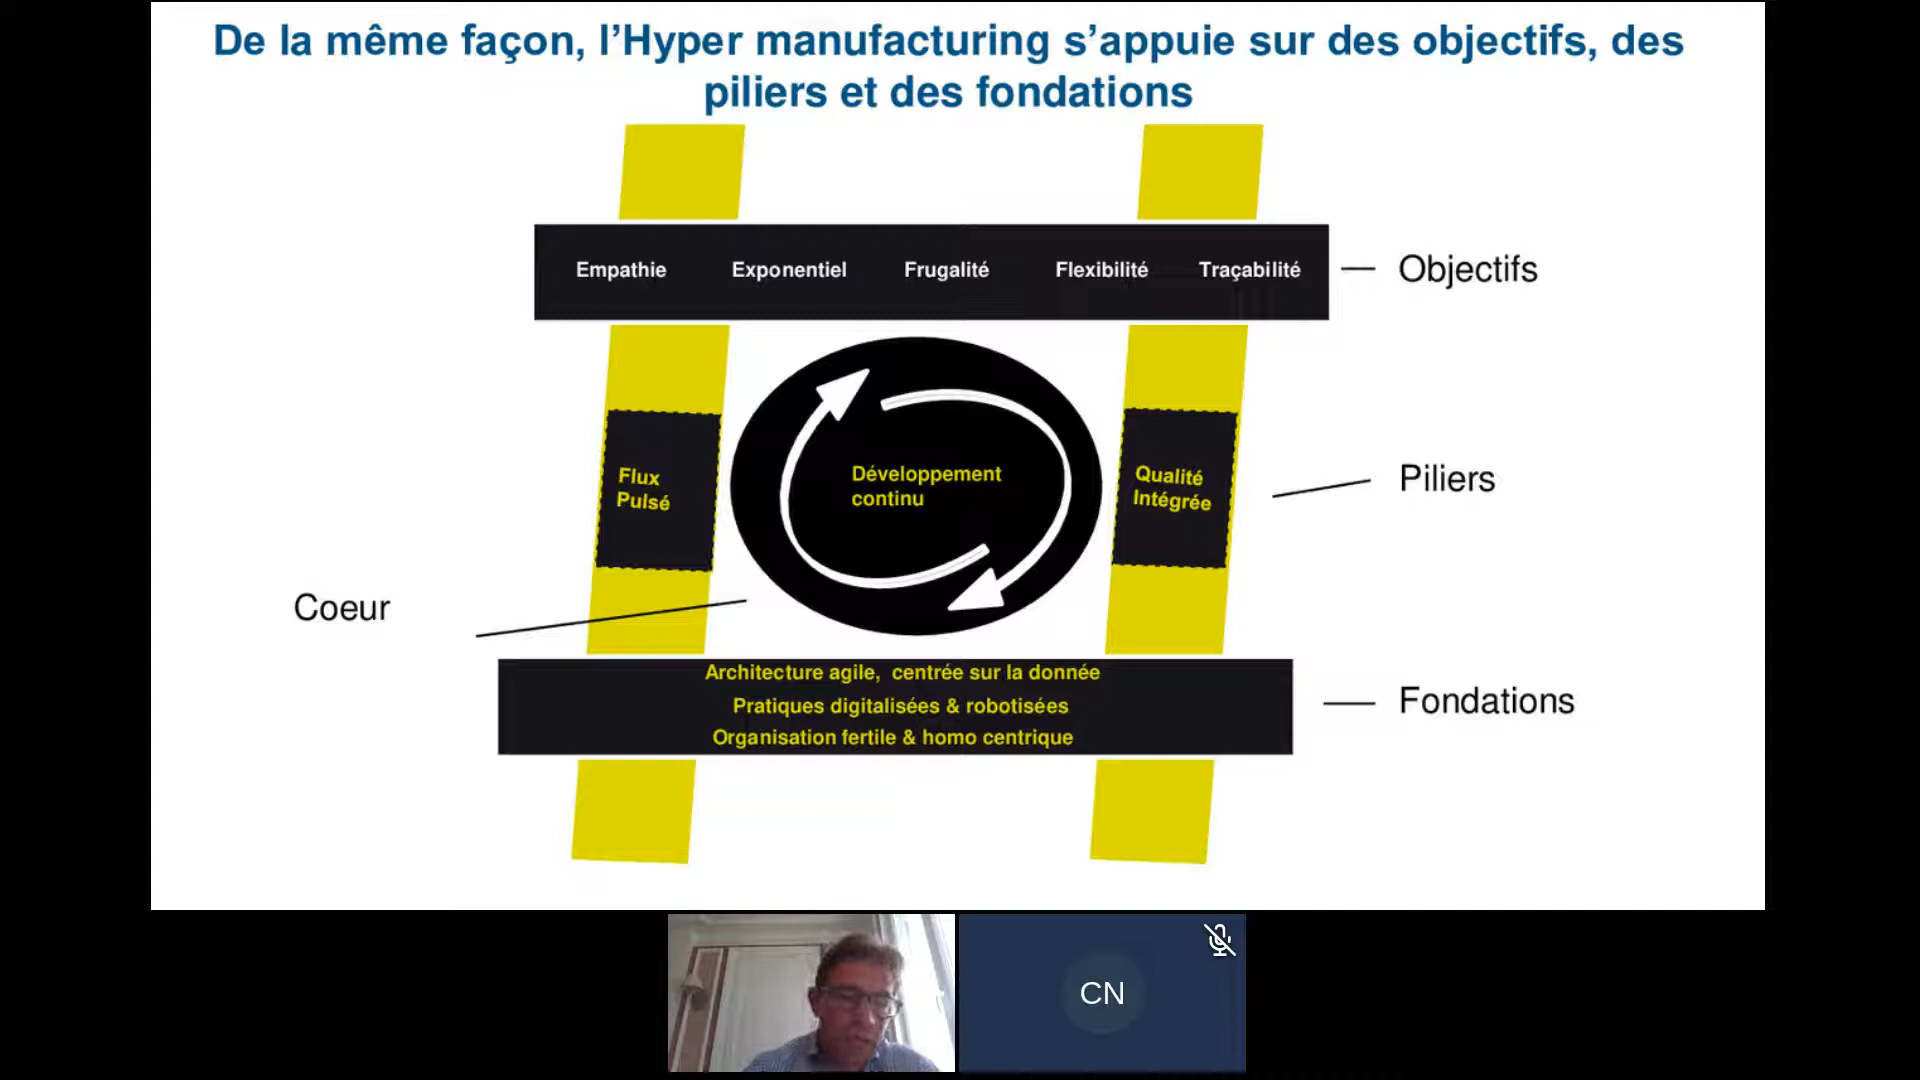 De la même façon, l’Hyper manufacturing s’appuie sur des objectifs, des
piliers et des fondations
Empathie Exponentiel Frugalité Flexibilité Traçabilité
Objectifs
Flux
Pulsé
Développement
continu
Qualité
Intégrée
Piliers
Coeur
Architecture agile, centrée sur la donnée
Pratiques digitalisées & robotisées
Organisation fertile & homo centrique
Fondations
CN